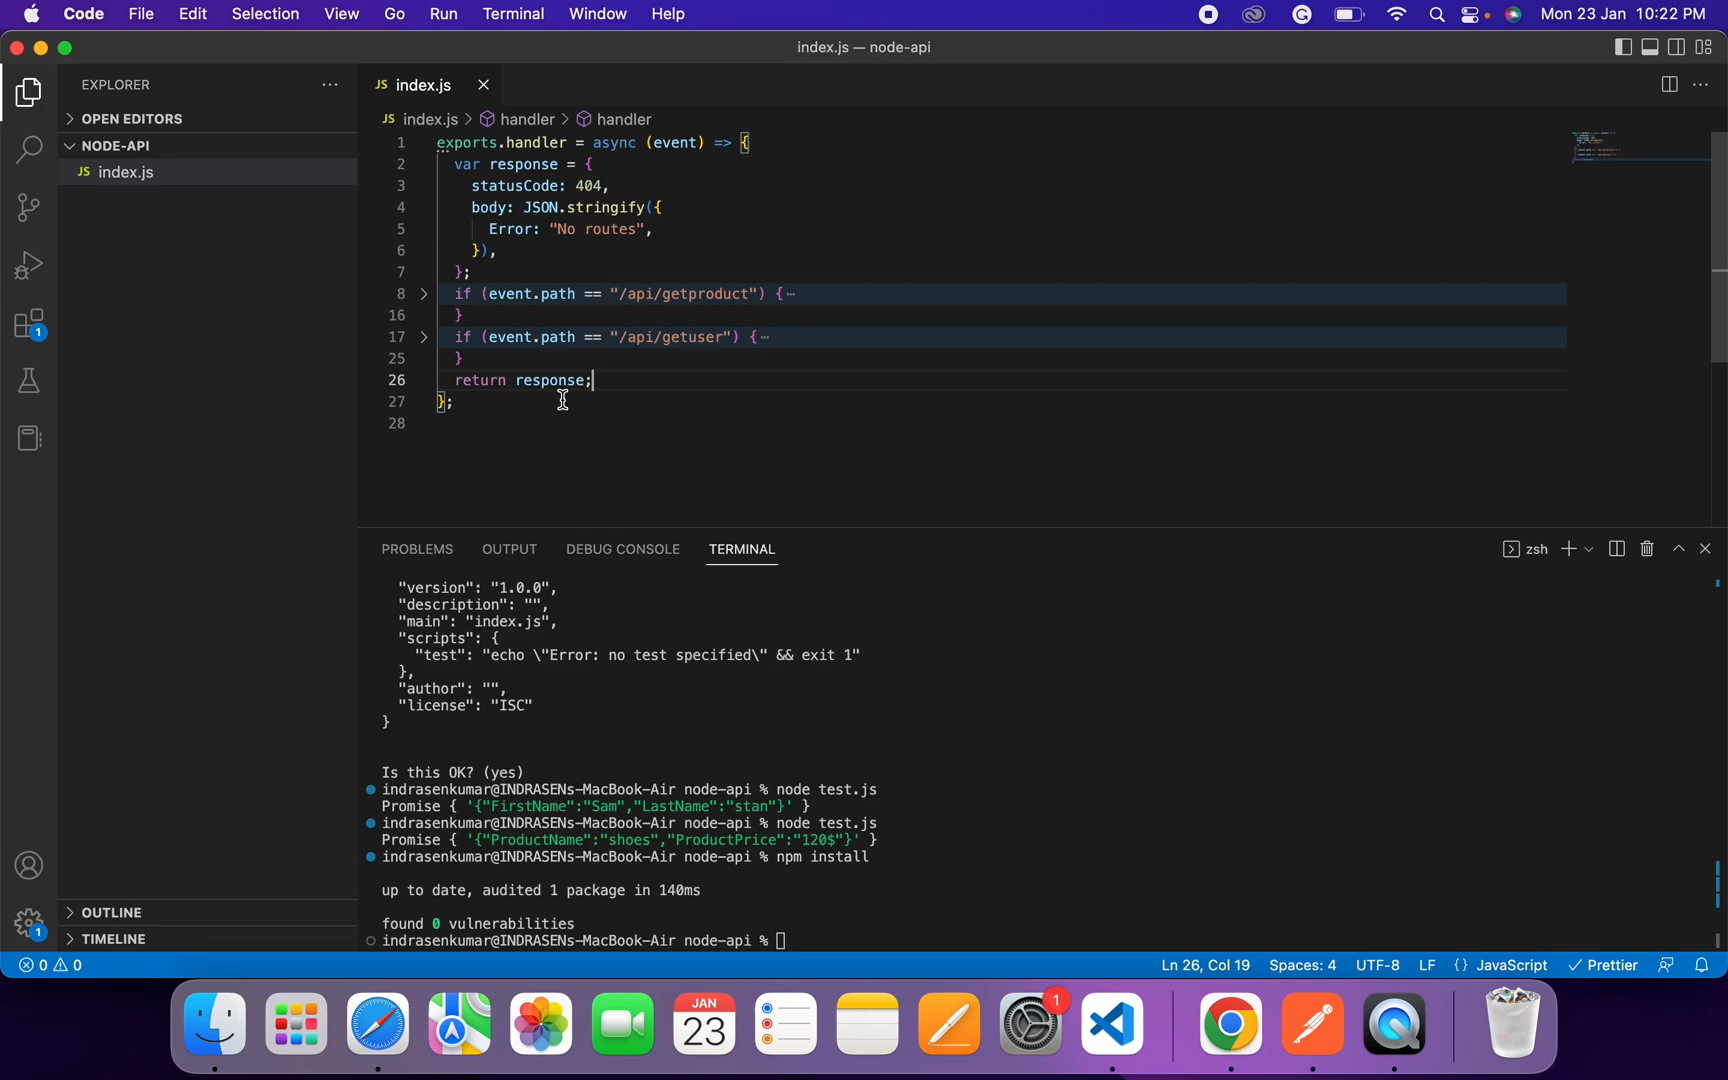 Code File Edit Selection View Go Run Terminal Window Help Mon 23 Jan 10:22 PM
index.js — node-api
EXPLORER
OPEN EDITORS
NODE-API
JS index.js
OUTLINE
TIMELINE
1
1
JS index.js
JS index.js > handler > handler
1 exports.handler = async (event) => {
2 var response = {
3 statusCode: 404,
4 body: JSON.stringify({
5 Error: "No routes",
6 }),
7 };
8 if (event.path == "/api/getproduct") {⋯
16 }
17 if (event.path == "/api/getuser") {⋯
25 }
26 return response;
27 };
28
PROBLEMS OUTPUT DEBUG CONSOLE TERMINAL zsh
"version": "1.0.0",
"description": "",
"main": "index.js",
"scripts": {
"test": "echo \"Error: no test specified\" && exit 1"
},
"author": "",
"license": "ISC"
}
Is this OK? (yes)
indrasenkumar@INDRASENs-MacBook-Air node-api % node test.js
Promise { '{"FirstName":"Sam","LastName":"stan"}' }
indrasenkumar@INDRASENs-MacBook-Air node-api % node test.js
Promise { '{"ProductName":"shoes","ProductPrice":"120$"}' }
indrasenkumar@INDRASENs-MacBook-Air node-api % npm install
up to date, audited 1 package in 140ms
found 0 vulnerabilities
indrasenkumar@INDRASENs-MacBook-Air node-api %
0 0 Ln 26, Col 19 Spaces: 4 UTF-8 LF {} JavaScript Prettier
JAN
23
1